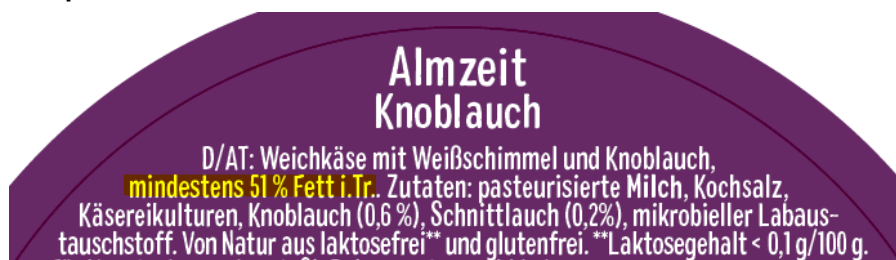 Almzeit
Knoblauch
D/AT: Weichkäse mit Weißschimmel und Knoblauch,
mindestens 51 % Fett i.Tr.. Zutaten: pasteurisierte Milch, Kochsalz,
Käsereikulturen, Knoblauch (0,6 %), Schnittlauch (0,2%), mikrobieller Labaus-
tauschstoff. Von Natur aus laktosefrei** und glutenfrei. **Laktosegehalt < 0,1 g/100 g.